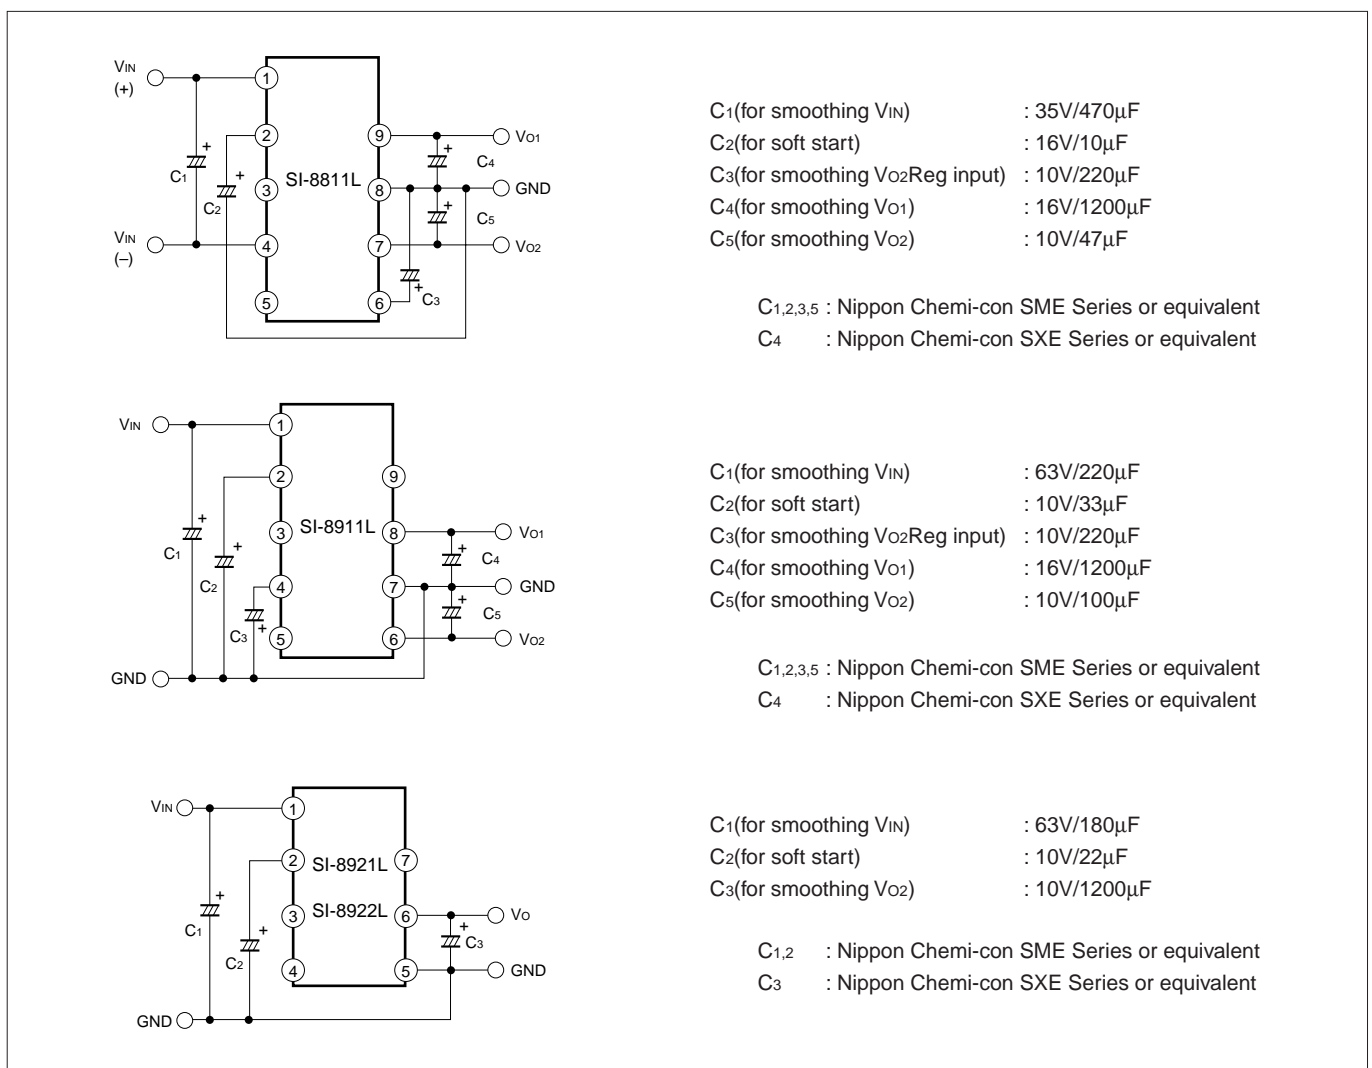 VIN
(+)
1
2
9
VO1
+
+
+
C4
C1
SI-8811L
3
8
GND
C2
+
C5
VIN
(–)
4
7
VO2
5
6
+
C3
C1(for smoothing VIN) : 35V/470µF
C2(for soft start) : 16V/10µF
C3(for smoothing VO2Reg input) : 10V/220µF
C4(for smoothing VO1) : 16V/1200µF
C5(for smoothing VO2) : 10V/47µF
C1,2,3,5 : Nippon Chemi-con SME Series or equivalent
C4 : Nippon Chemi-con SXE Series or equivalent
VIN
1
2
9
+
3
SI-8911L
8
VO1
C1
+
+
C4
C2
4
7
GND
+
C5
C3
+
5
6
VO2
GND
C1(for smoothing VIN) : 63V/220µF
C2(for soft start) : 10V/33µF
C3(for smoothing VO2Reg input) : 10V/220µF
C4(for smoothing VO1) : 16V/1200µF
C5(for smoothing VO2) : 10V/100µF
C1,2,3,5 : Nippon Chemi-con SME Series or equivalent
C4 : Nippon Chemi-con SXE Series or equivalent
VIN
1
2
SI-8921L
7
+
3
SI-8922L
6
VO
C1
+
+
C3
C2
4
5
GND
GND
C1(for smoothing VIN) : 63V/180µF
C2(for soft start) : 10V/22µF
C3(for smoothing VO2) : 10V/1200µF
C1,2 : Nippon Chemi-con SME Series or equivalent
C3 : Nippon Chemi-con SXE Series or equivalent